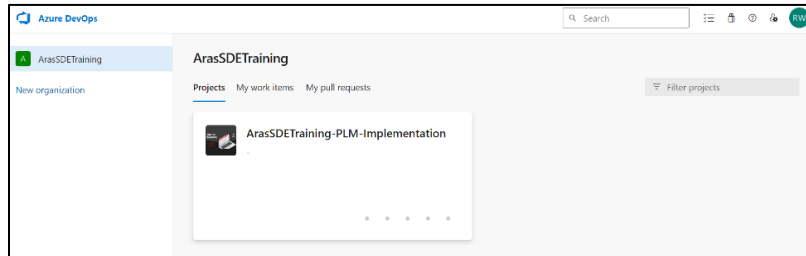 Azure DevOps
Search
RW
A ArasSDETraining
New organization
ArasSDETraining
Projects My work items My pull requests
Filter projects
ArasSDETraining-PLM-Implementation